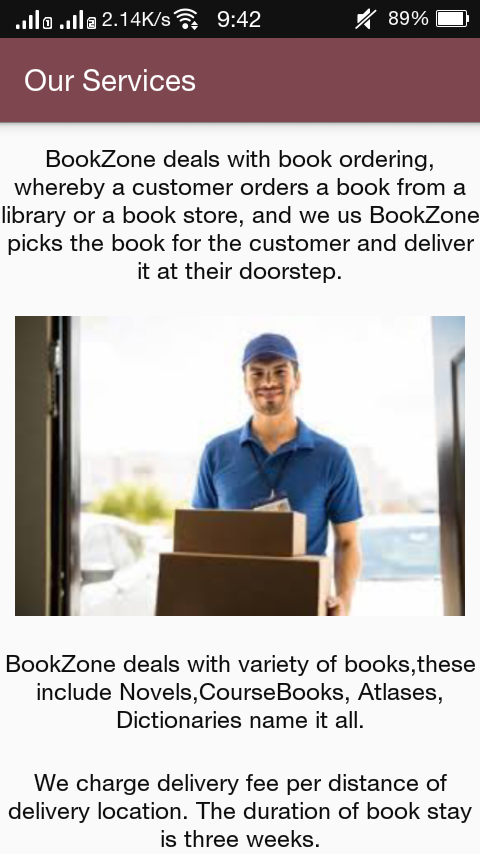 2.14K/s 9:42 89%
Our Services
BookZone deals with book ordering,
whereby a customer orders a book from a
library or a book store, and we us BookZone
picks the book for the customer and deliver
it at their doorstep.
BookZone deals with variety of books,these
include Novels,CourseBooks, Atlases,
Dictionaries name it all.
We charge delivery fee per distance of
delivery location. The duration of book stay
is three weeks.